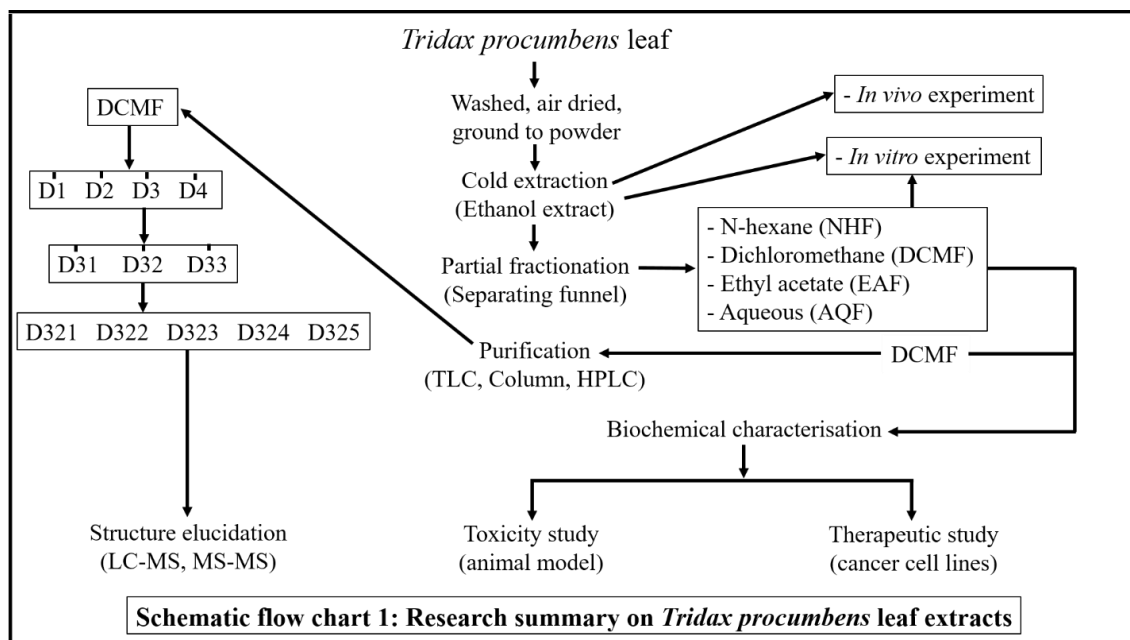 Tridax procumbens leaf
Washed, air dried,
ground to powder
Cold extraction
(Ethanol extract)
- In vivo experiment
- In vitro experiment
Partial fractionation
(Separating funnel)
- N-hexane (NHF)
- Dichloromethane (DCMF)
- Ethyl acetate (EAF)
- Aqueous (AQF)
DCMF
Purification
(TLC, Column, HPLC)
DCMF
D1 D2 D3 D4
D31 D32 D33
D321 D322 D323 D324 D325
Structure elucidation
(LC-MS, MS-MS)
Biochemical characterisation
Toxicity study
(animal model)
Therapeutic study
(cancer cell lines)
Schematic flow chart 1: Research summary on Tridax procumbens leaf extracts